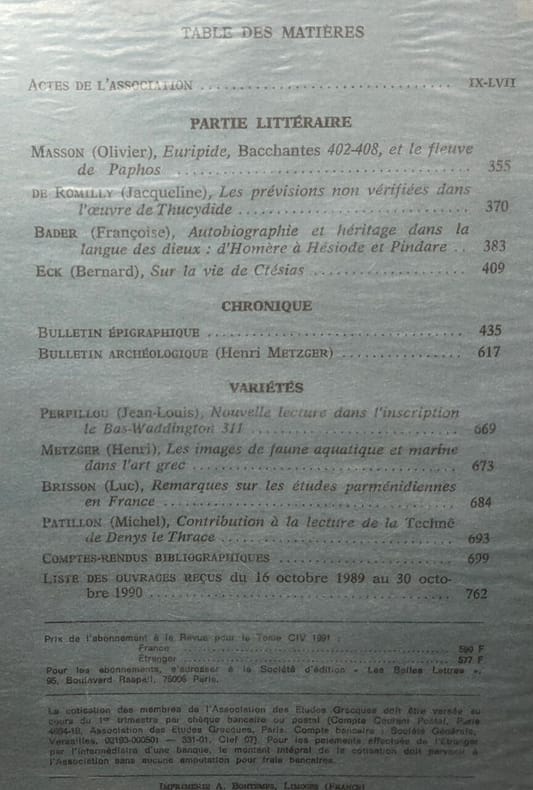 TABLE DES MATIÈRES
ACTES DE L'ASSOCIATION ................................ IX-LVII
PARTIE LITTÉRAIRE
MASSON (Olivier), Euripide, Bacchantes 402-408, et le fleuve
de Paphos ................................ 355
DE ROMILLY (Jacqueline), Les prévisions non vérifiées dans
l'œuvre de Thucydide ........................ 370
BADER (Françoise), Autobiographie et héritage dans la
langue des dieux : d'Homère à Hésiode et Pindare .. 383
ECK (Bernard), Sur la vie de Ctésias ................ 409
CHRONIQUE
BULLETIN ÉPIGRAPHIQUE ............................ 435
BULLETIN ARCHÉOLOGIQUE (Henri METZGER) ............. 617
VARIÉTÉS
PERPILLOU (Jean-Louis), Nouvelle lecture dans l'inscription
le Bas-Waddington 311 ........................ 669
METZGER (Henri), Les images de faune aquatique et marine
dans l'art grec ............................ 673
BRISSON (Luc), Remarques sur les études parménidiennes
en France ................................ 684
PATILLON (Michel), Contribution à la lecture de la Technè
de Denys le Thrace ........................... 693
COMPTES-RENDUS BIBLIOGRAPHIQUES .................... 699
LISTE DES OUVRAGES REÇUS du 16 octobre 1989 au 30 octo-
bre 1990 .................................. 762
Prix de l'abonnement à la Revue pour le Tome CIV 1991 :
France ........................................ F
Étranger ...................................... 577 F
Pour les abonnements, s'adresser à la Société d'édition « Les Belles Lettres »,
95, Boulevard Raspail, 75006 Paris.
La cotisation des membres de l'Association des Etudes Grecques doit être versée au
cours du 1er trimestre par chèque bancaire ou postal (Compte Courant Postal, Paris
Association des Etudes Grecques, Paris. Compte bancaire : Société Générale,
Versailles, 02193-000501 — 331-01, Clef 07). Pour les paiements effectués de l'Etranger
par l'intermédiaire d'une banque, le montant intégral de la cotisation doit parvenir à
l'Association sans aucune amputation pour frais bancaires.
IMPRIMERIE A. BONTEMPS, LIMOGES (FRANCE)